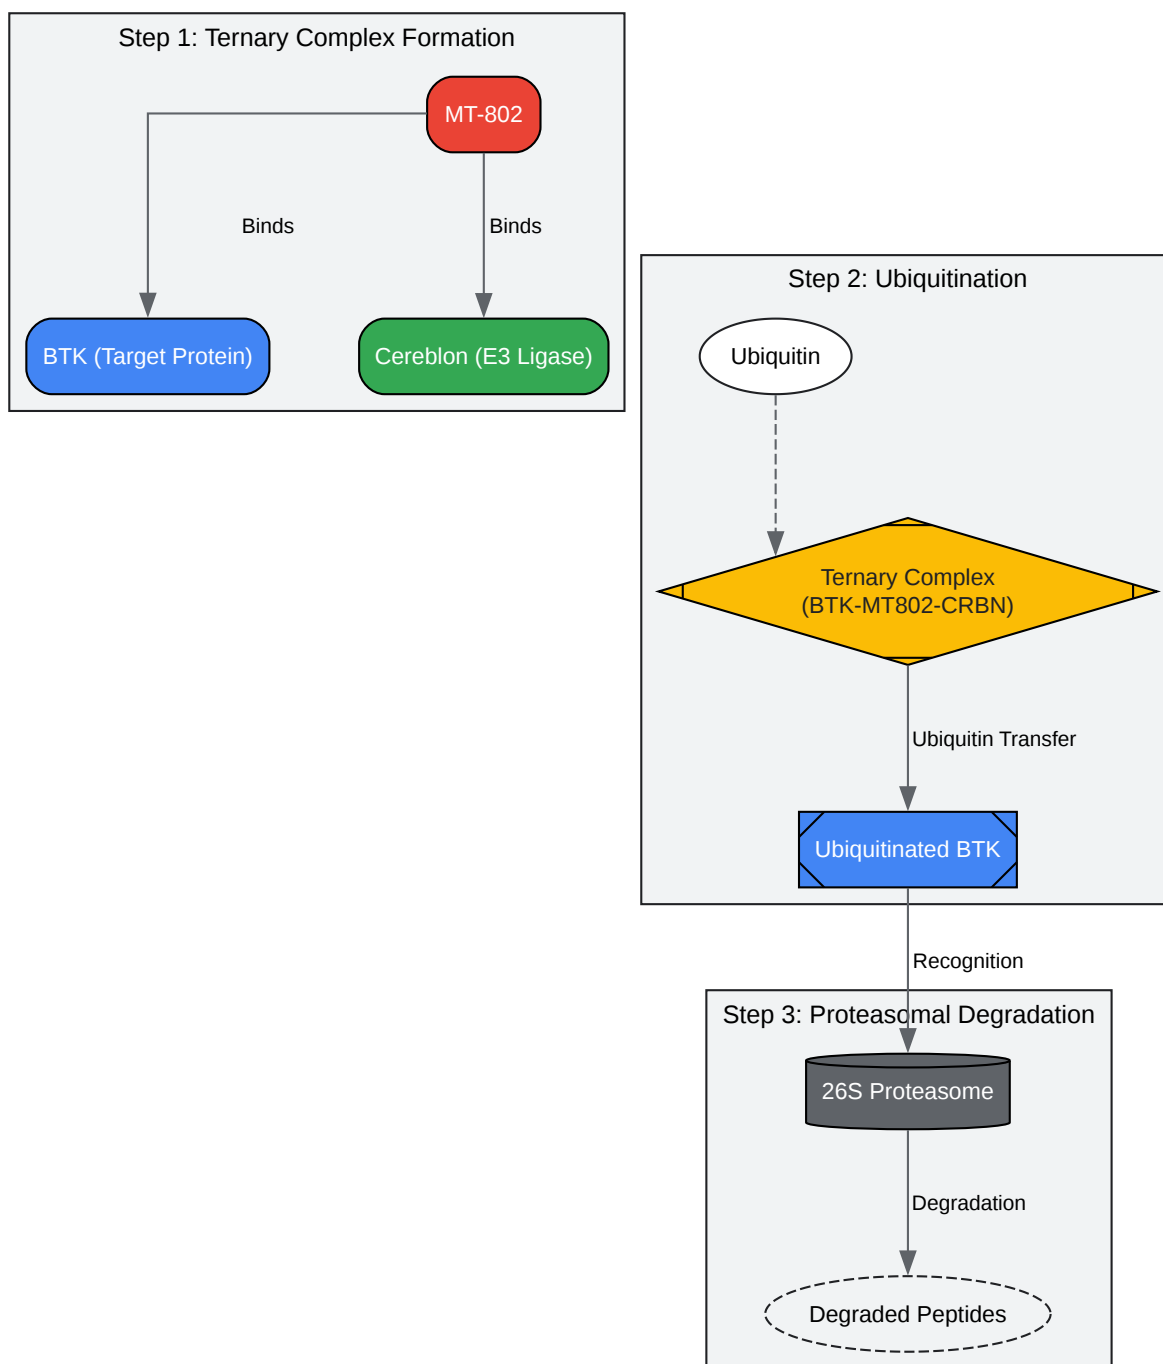 Step 1: Ternary Complex Formation
MT-802
Binds
Binds
BTK (Target Protein)
Cereblon (E3 Ligase)
Step 2: Ubiquitination
Ubiquitin
Ternary Complex
(BTK-MT802-CRBN)
Ubiquitin Transfer
Ubiquitinated BTK
Recognition
Step 3: Proteasomal Degradation
26S Proteasome
Degradation
Degraded Peptides